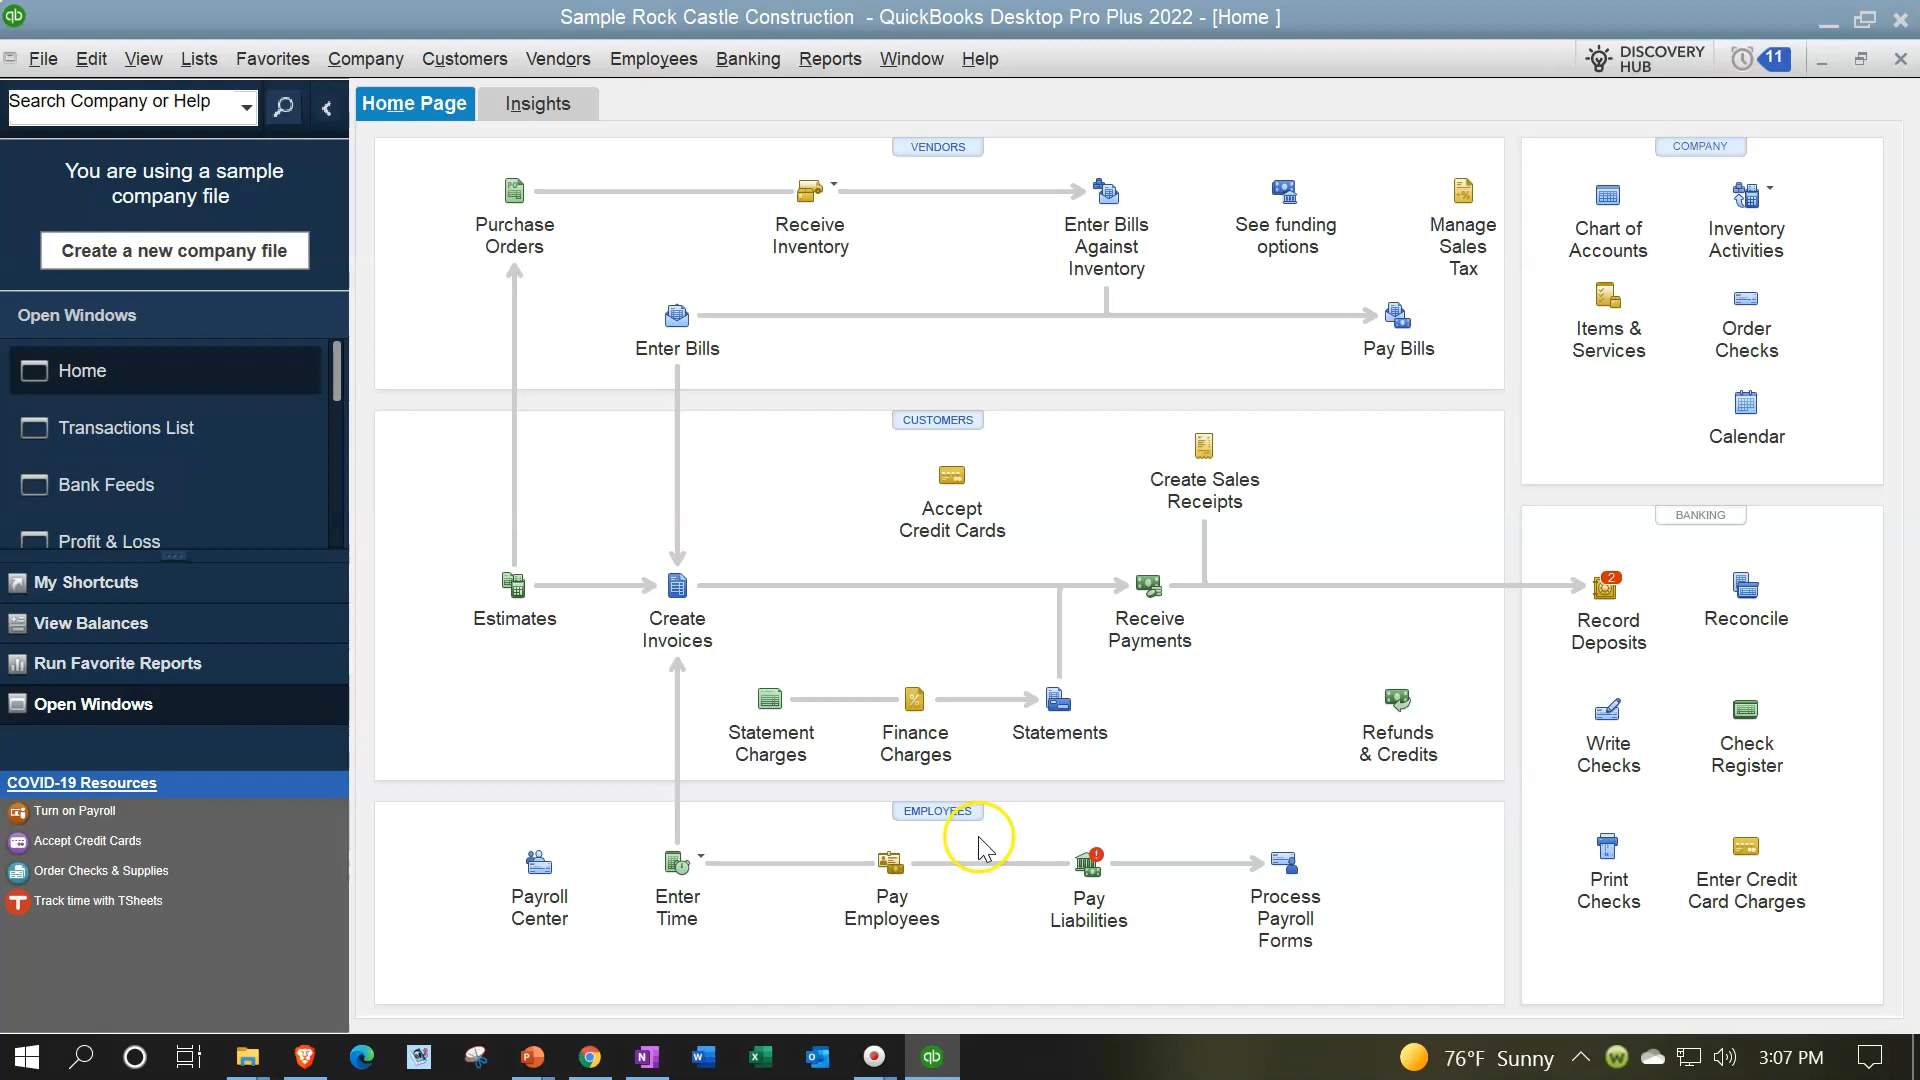 qb
Sample Rock Castle Construction - QuickBooks Desktop Pro Plus 2022 - [Home ]
File Edit View Lists Favorites Company Customers Vendors Employees Banking Reports Window Help
DISCOVERY
HUB
11
Search Company or Help
Home Page
Insights
You are using a sample
company file
Create a new company file
Open Windows
Home
Transactions List
Bank Feeds
Profit & Loss
My Shortcuts
View Balances
Run Favorite Reports
Open Windows
COVID-19 Resources
Turn on Payroll
Accept Credit Cards
Order Checks & Supplies
Track time with TSheets
VENDORS
Purchase
Orders
Receive
Inventory
Enter Bills
Against
Inventory
See funding
options
Manage
Sales
Tax
Enter Bills
Pay Bills
CUSTOMERS
Accept
Credit Cards
Create Sales
Receipts
Estimates
Create
Invoices
Receive
Payments
Statement
Charges
Finance
Charges
Statements
Refunds
& Credits
EMPLOYEES
Payroll
Center
Enter
Time
Pay
Employees
Pay
Liabilities
Process
Payroll
Forms
COMPANY
Chart of
Accounts
Inventory
Activities
Items &
Services
Order
Checks
Calendar
BANKING
2
Record
Deposits
Reconcile
Write
Checks
Check
Register
Print
Checks
Enter Credit
Card Charges
76°F Sunny
3:07 PM